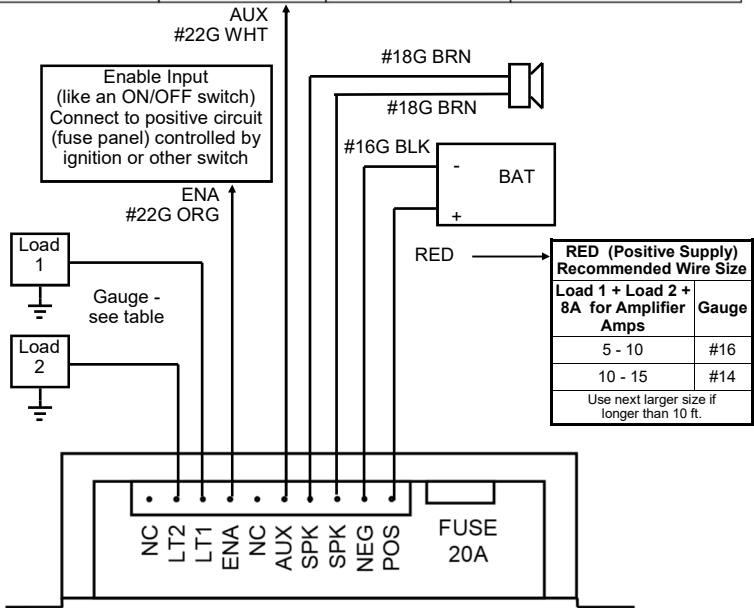 AUX
#22G WHT
#18G BRN
#18G BRN
Enable Input
(like an ON/OFF switch)
Connect to positive circuit
(fuse panel) controlled by
ignition or other switch
#16G BLK
-
BAT
+
ENA
#22G ORG
Load
1
Gauge -
see table
Load
2
RED
RED (Positive Supply)
Recommended Wire Size
Load 1 + Load 2 +
8A for Amplifier
Amps
Gauge
5 - 10
#16
10 - 15
#14
Use next larger size if
longer than 10 ft.
NC
LT2
LT1
ENA
NC
AUX
SPK
SPK
NEG
POS
FUSE
20A